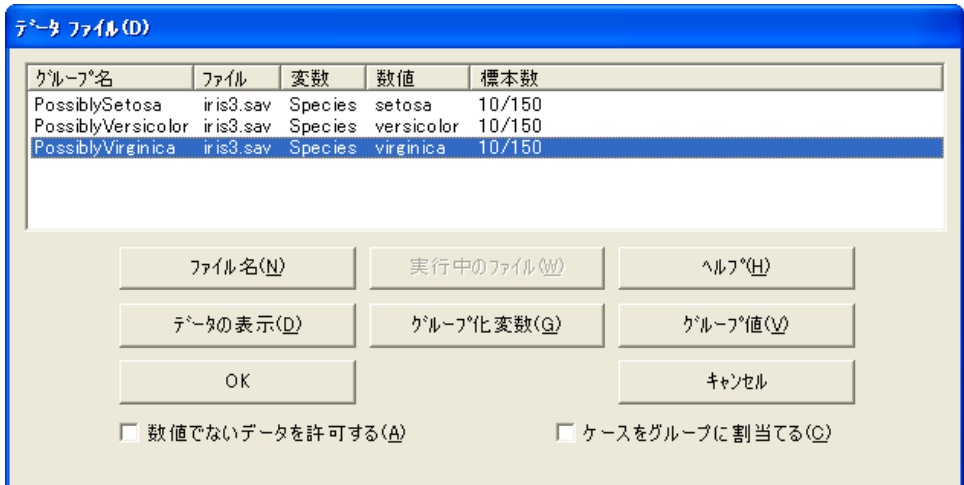 ﾃﾞｰﾀ ﾌｧｲﾙ(D)
ｸﾞﾙｰﾌﾟ名 ﾌｧｲﾙ 変数 数値 標本数
PossiblySetosa iris3.sav Species setosa 10/150
PossiblyVersicolor iris3.sav Species versicolor 10/150
PossiblyVirginica iris3.sav Species virginica 10/150
ﾌｧｲﾙ名(N) 実行中のﾌｧｲﾙ(W) ﾍﾙﾌﾟ(H)
ﾃﾞｰﾀの表示(D) ｸﾞﾙｰﾌﾟ化変数(G) ｸﾞﾙｰﾌﾟ値(V)
OK ｷｬﾝｾﾙ
数値でないデータを許可する(A) ケースをグループに割当てる(C)